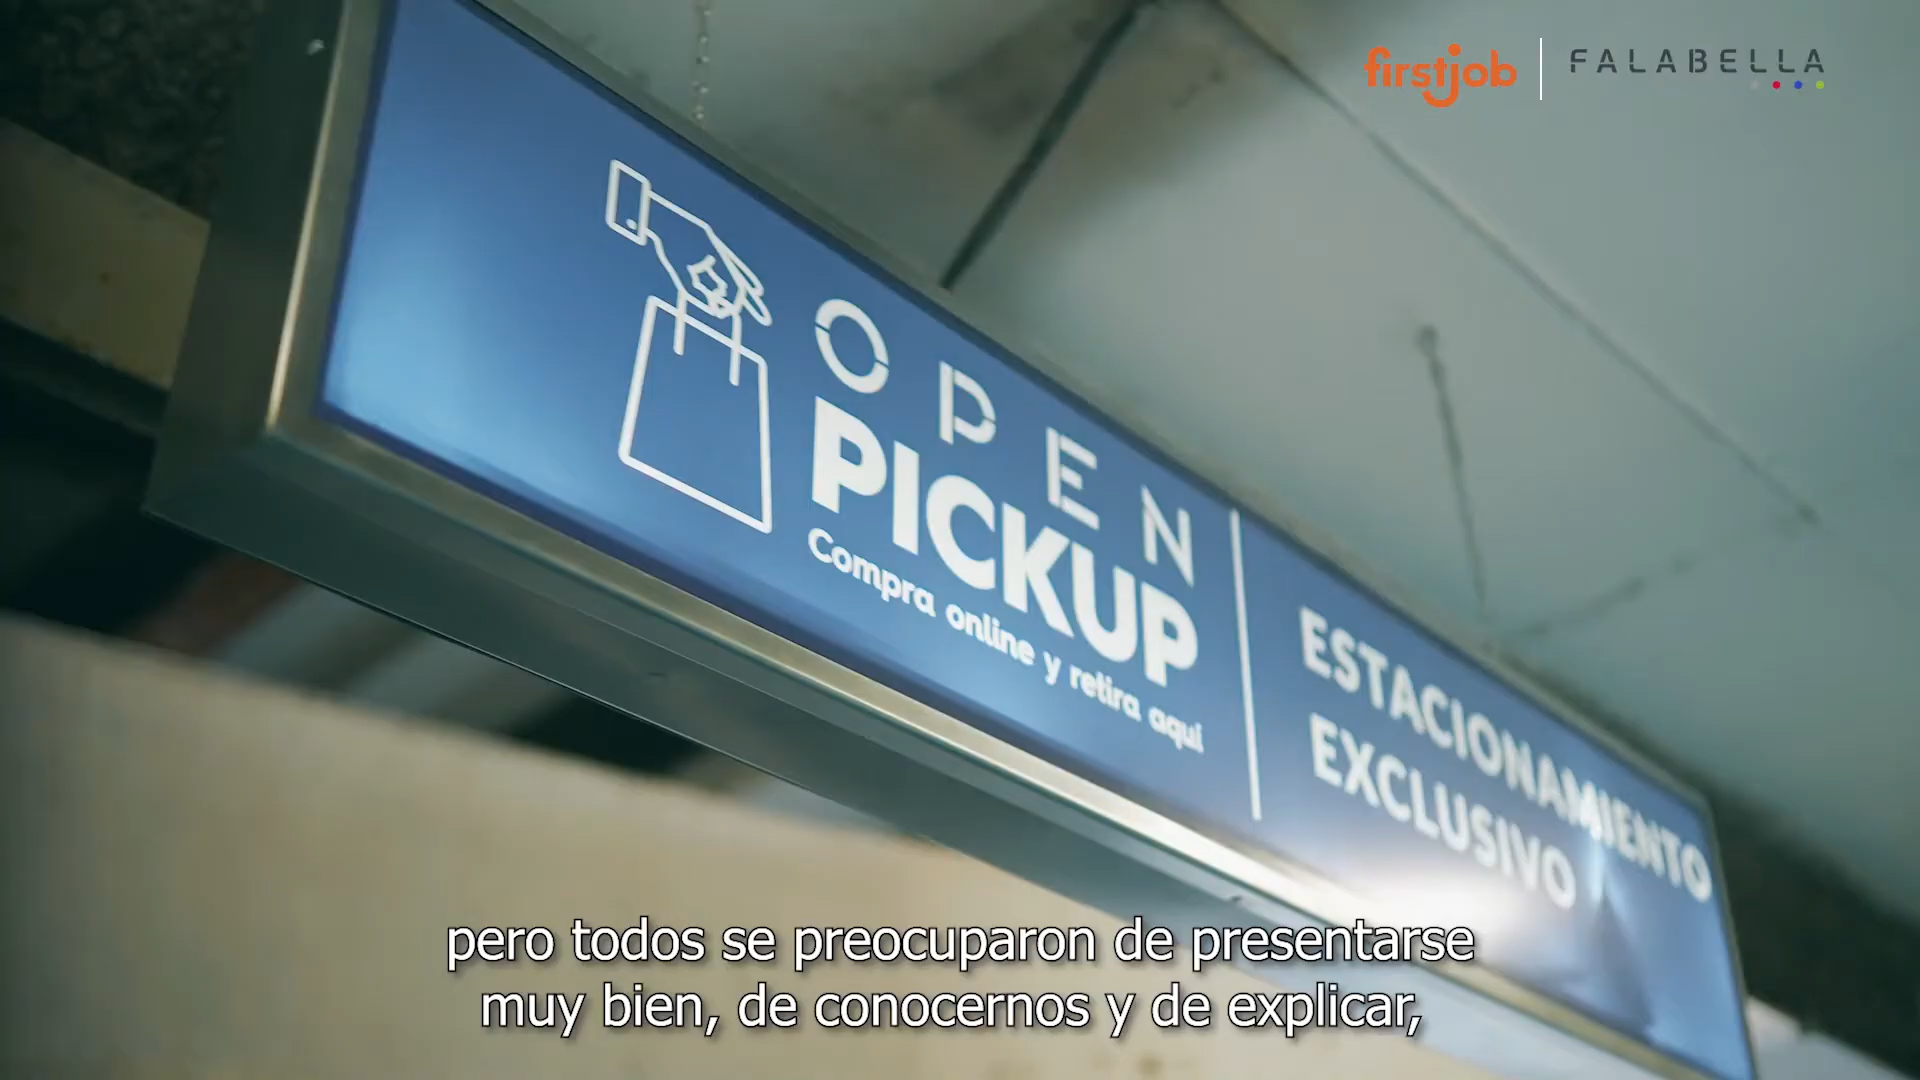 firstjob
FALABELLA
OPEN
PICKUP
Compra online y retira aquí
ESTACIONAMIENTO
EXCLUSIVO
pero todos se preocuparon de presentarse
muy bien, de conocernos y de explicar,